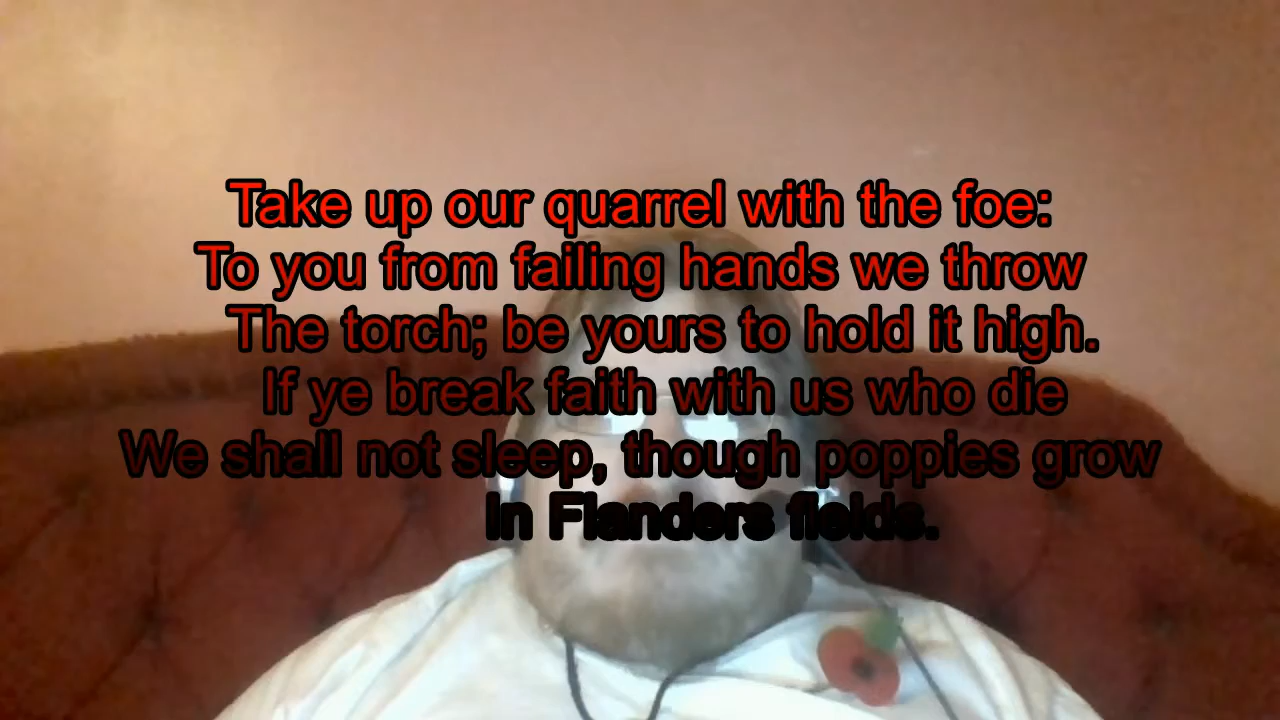 Take up our quarrel with the foe:
To you from failing hands we throw
The torch; be yours to hold it high.
If ye break faith with us who die
We shall not sleep, though poppies grow
In Flanders fields.